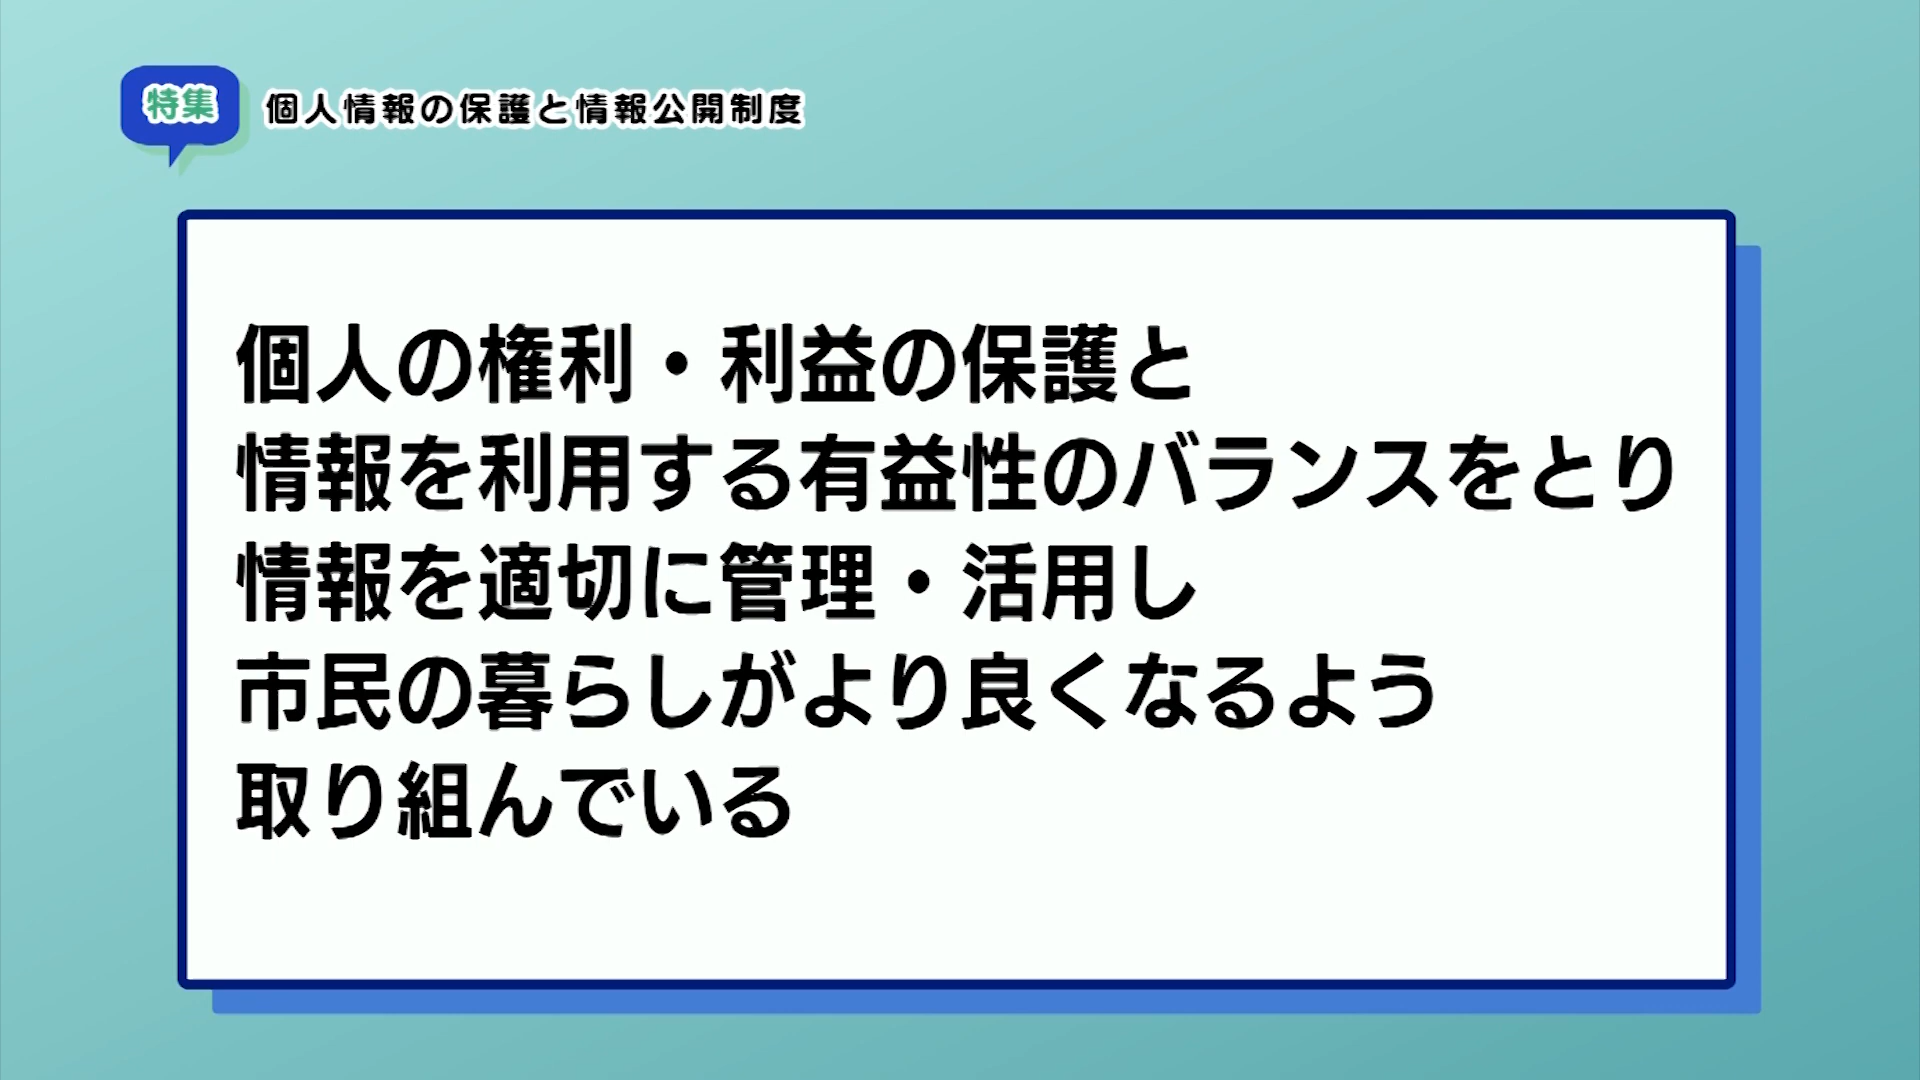 特集
個人情報の保護と情報公開制度
個人の権利・利益の保護と
情報を利用する有益性のバランスをとり
情報を適切に管理・活用し
市民の暮らしがより良くなるよう
取り組んでいる